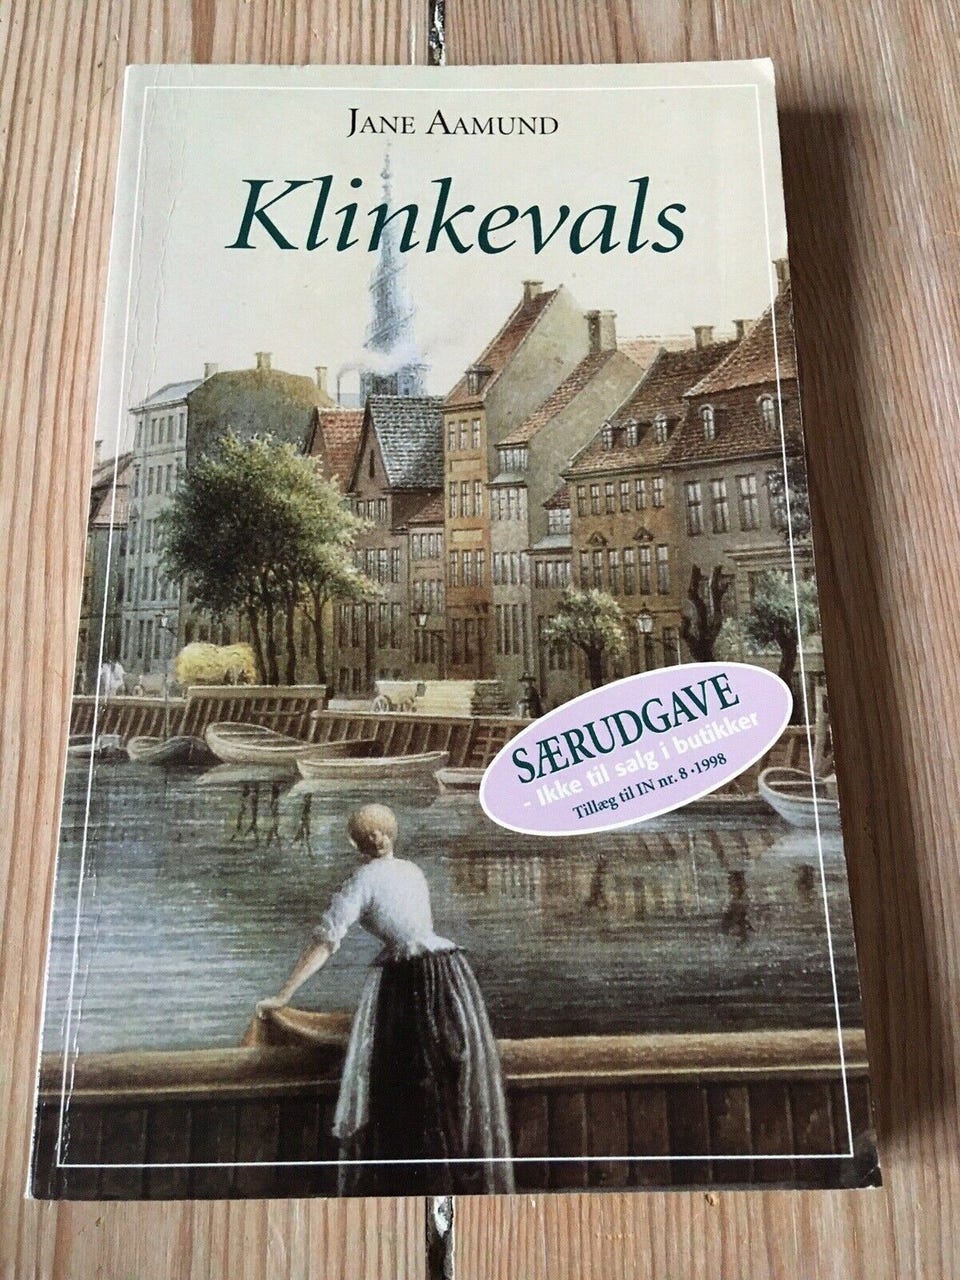 JANE AAMUND
Klinkevals
SÆRUDGAVE
- Ikke til salg i butikker
Tillæg til IN nr. 8 • 1998